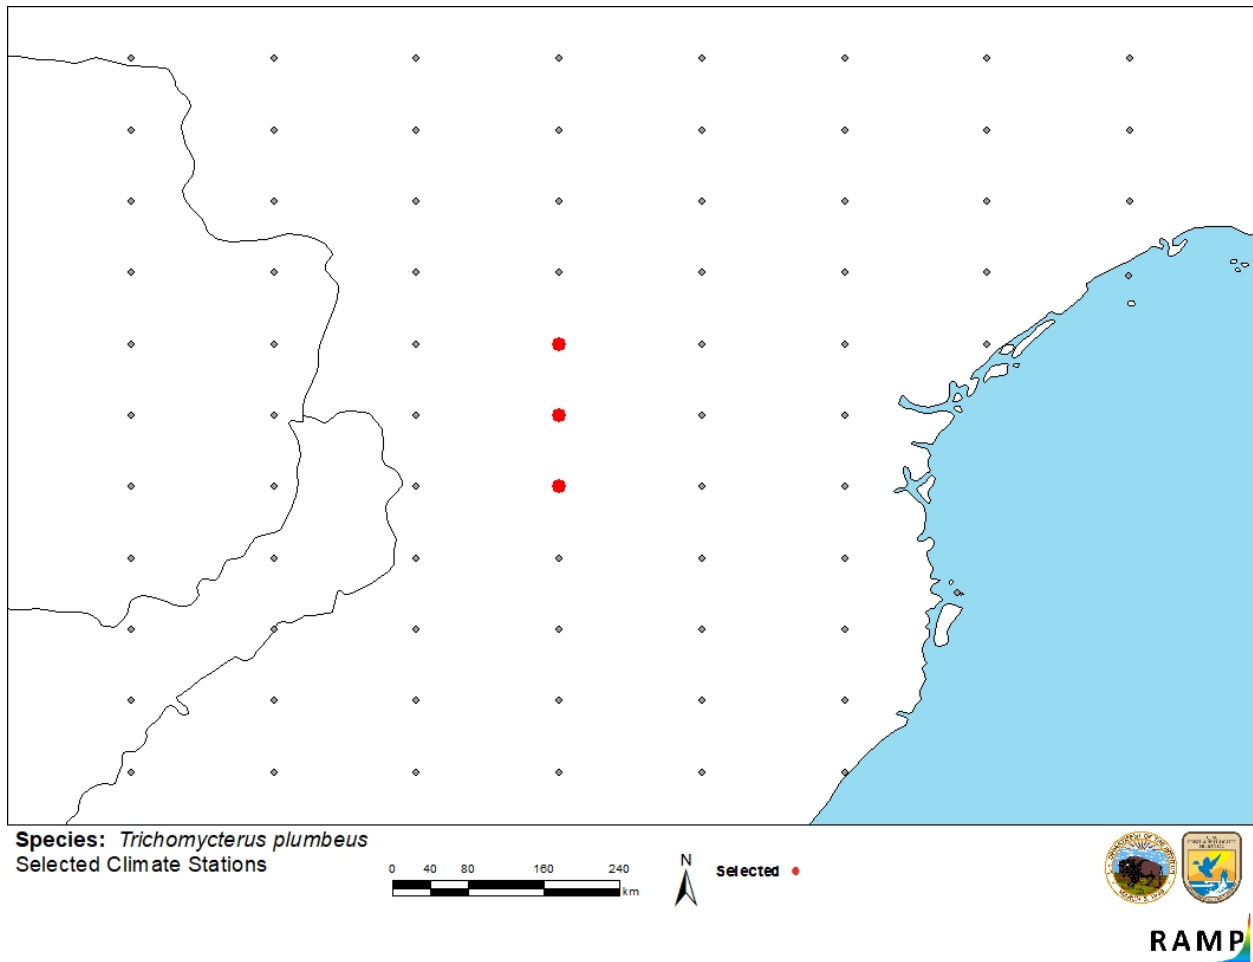 Species: Trichomycterus plumbeus
Selected Climate Stations
0 40 80 160 240
km
N
Selected
RAMP